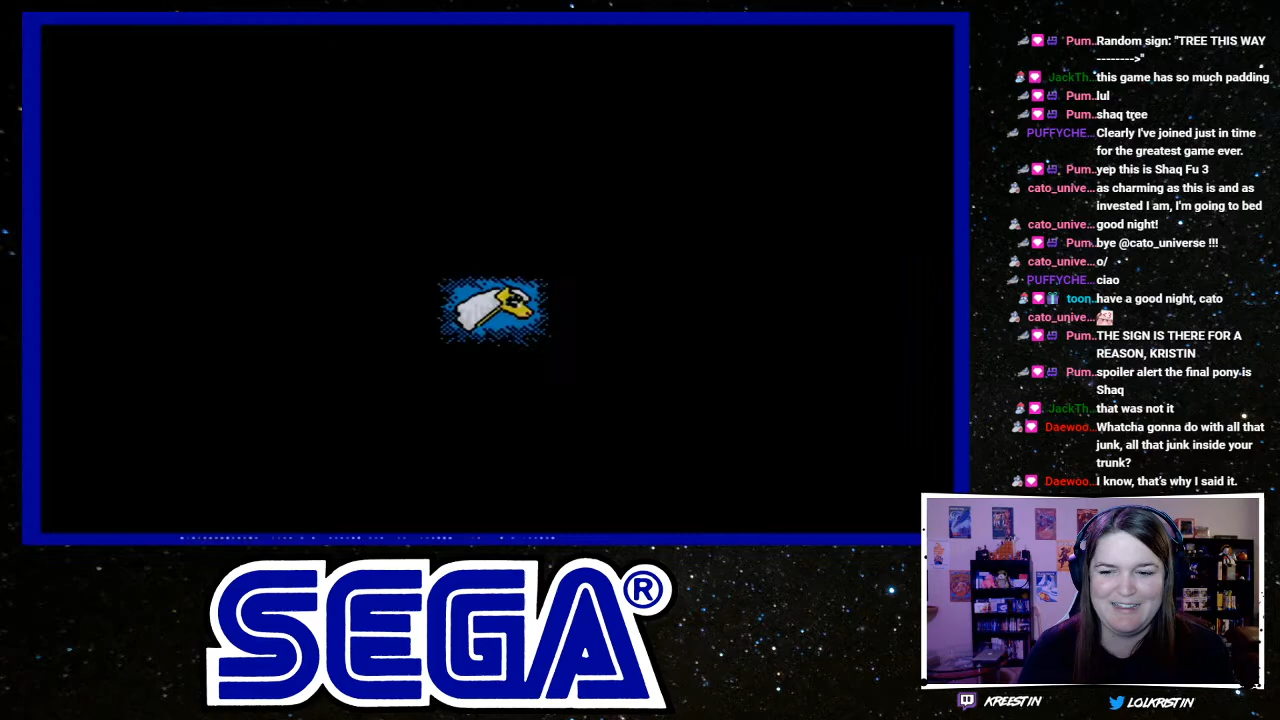 Pum.. Random sign: "TREE THIS WAY
-------->"
JackTh.. this game has so much padding
Pum.. lul
Pum.. shaq tree
PUFFYCHE... Clearly I've joined just in time
for the greatest game ever.
Pum.. yep this is Shaq Fu 3
cato_unive... as charming as this is and as
invested I am, I'm going to bed
cato_unive... good night!
Pum.. bye @cato_universe !!!
cato_unive... o/
PUFFYCHE... ciao
toon.. have a good night, cato
cato_unive...
Pum.. THE SIGN IS THERE FOR A
REASON, KRISTIN
Pum.. spoiler alert the final pony is
Shaq
JackTh.. that was not it
Daewoo... Whatcha gonna do with all that
junk, all that junk inside your
trunk?
Daewoo... I know, that's why I said it.
SEGA®
KREESTIN
LOLKRISTIN